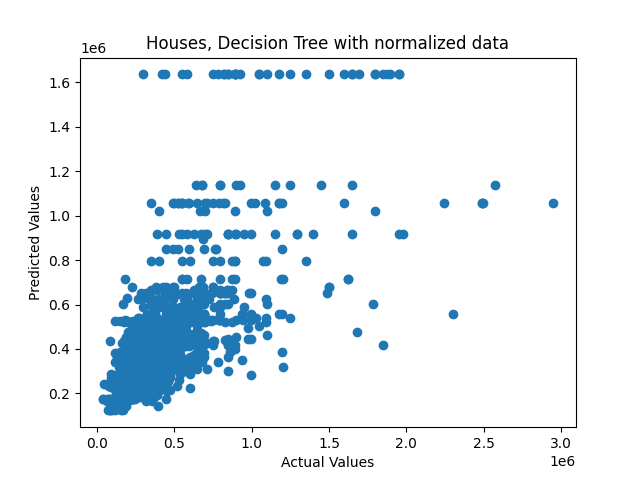 Houses, Decision Tree with normalized data
1e6
1.6
1.4
1.2
1.0
0.8
0.6
0.4
0.2
Predicted Values
0.0 0.5 1.0 1.5 2.0 2.5 3.0
1e6
Actual Values